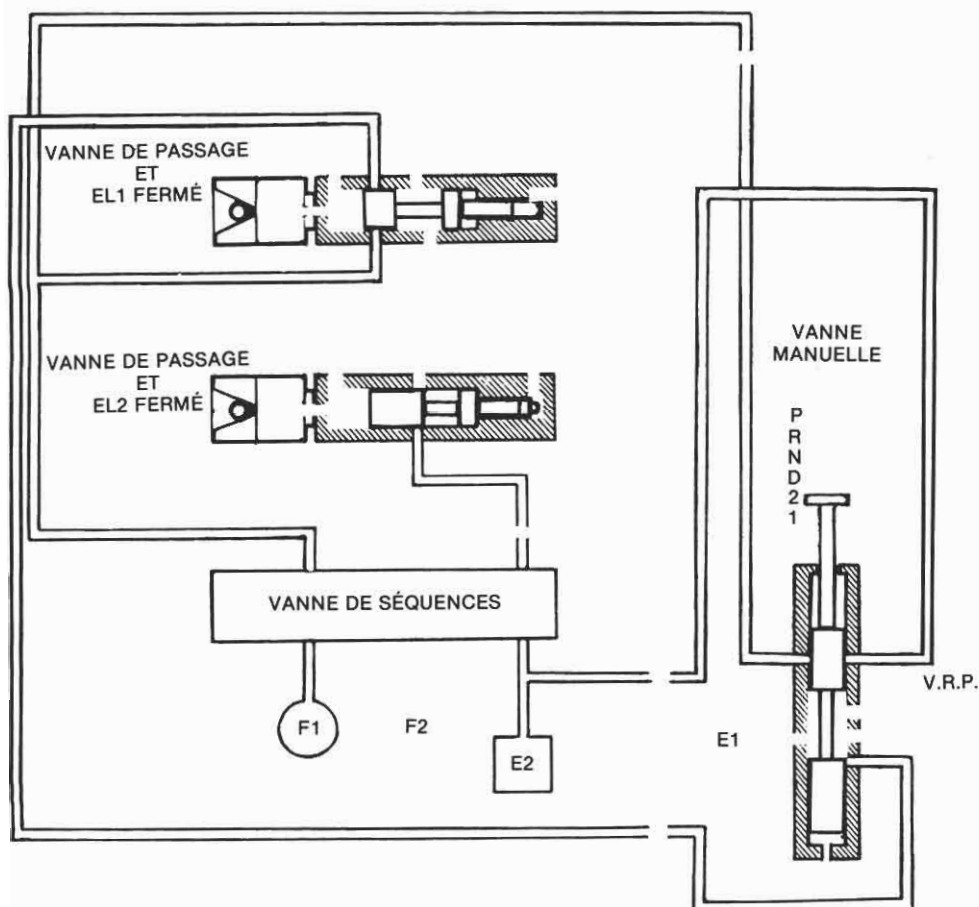 VANNE DE PASSAGE
ET
EL1 FERMÉ
VANNE DE PASSAGE
ET
EL2 FERMÉ
VANNE
MANUELLE
P
R
N
D
2
1
VANNE DE SÉQUENCES
V.R.P.
F1
F2
E2
E1